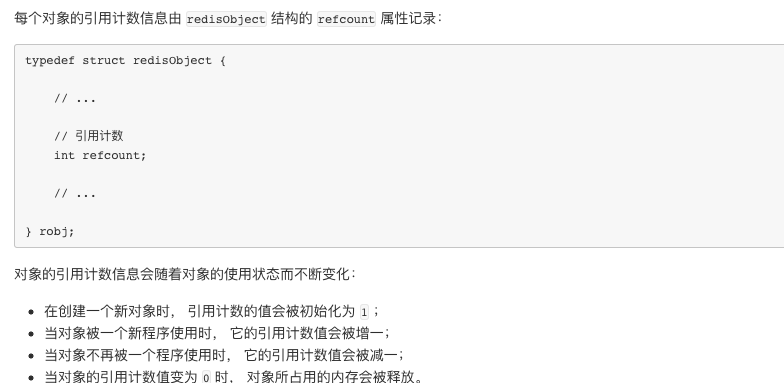 每个对象的引用计数信息由 redisObject 结构的 refcount 属性记录：
typedef struct redisObject {
// ...
// 引用计数
int refcount;
// ...
} robj;
对象的引用计数信息会随着对象的使用状态而不断变化：
在创建一个新对象时， 引用计数的值会被初始化为 1 ；
当对象被一个新程序使用时， 它的引用计数值会被增一；
当对象不再被一个程序使用时， 它的引用计数值会被减一；
当对象的引用计数值变为 0 时， 对象所占用的内存会被释放。